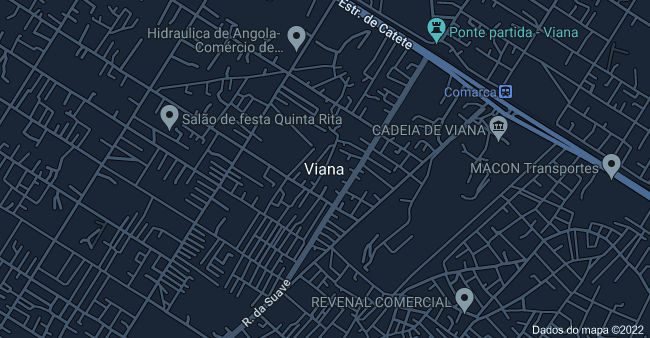 Estr. de Catete
Hidraulica de Angola-
Comércio de...
Ponte partida - Viana
Comarca
Salão de festa Quinta Rita
CADEIA DE VIANA
Viana
MACON Transportes
R. da Suave
REVENAL COMERCIAL
Dados do mapa ©2022